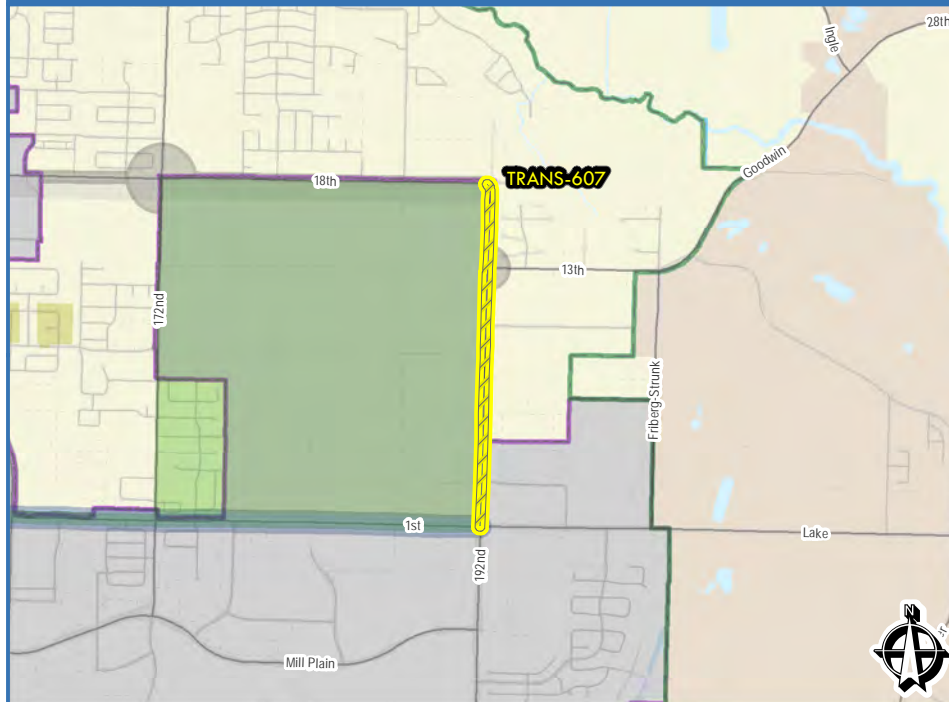 Ingle
28th
Goodwin
18th
TRANS-607
13th
172nd
Friberg-Strunk
1st
Lake
192nd
Mill Plain
N